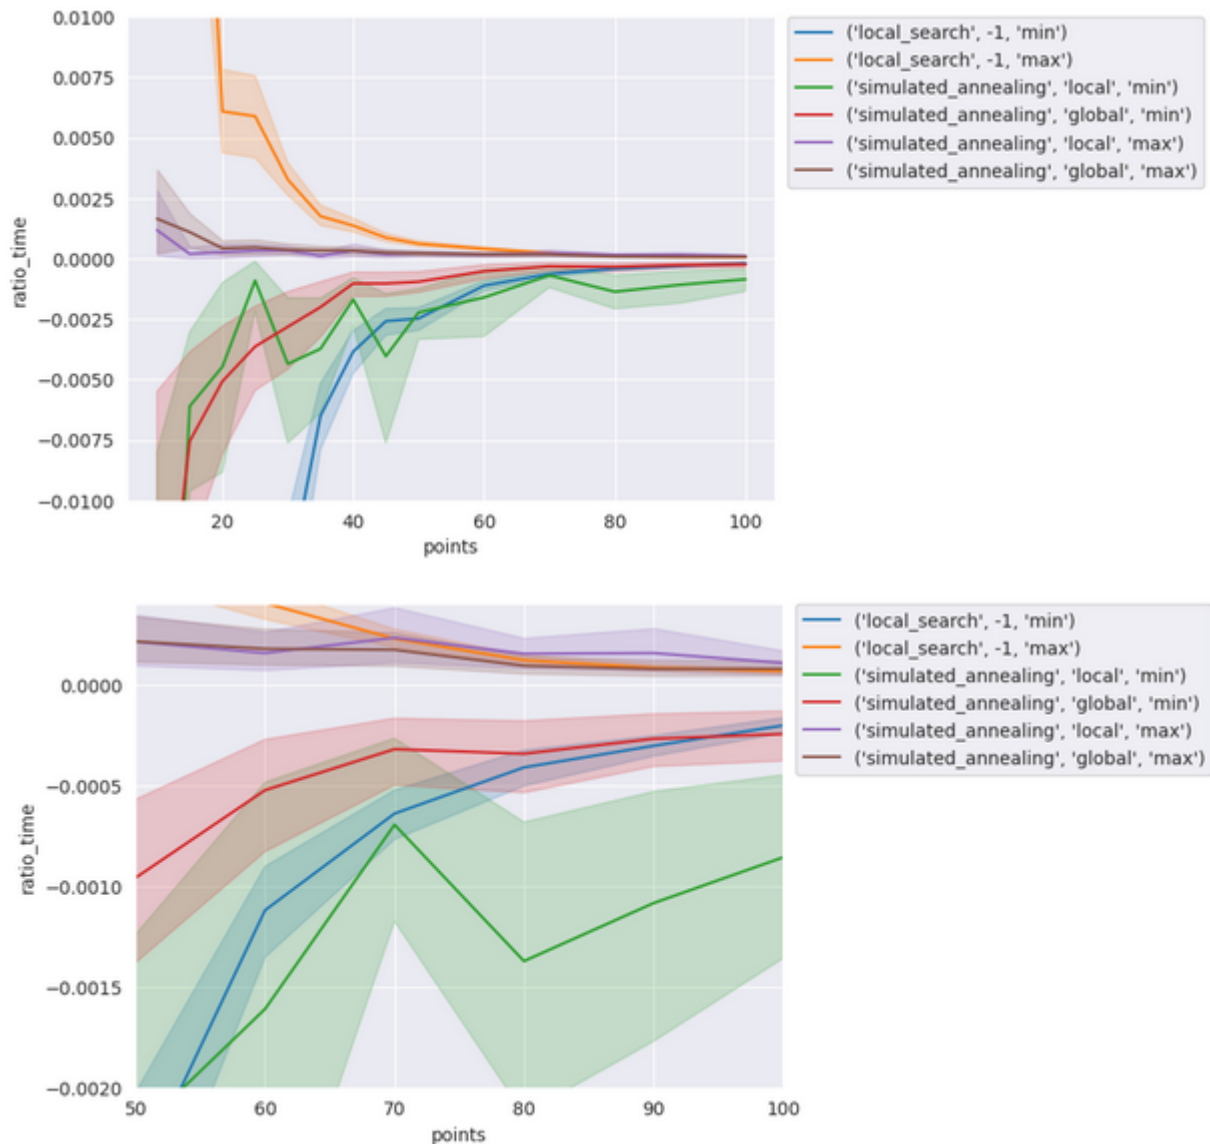 0.0100
0.0075
0.0050
0.0025
0.0000
−0.0025
−0.0050
−0.0075
−0.0100
ratio_time
20 40 60 80 100
points
('local_search', -1, 'min')
('local_search', -1, 'max')
('simulated_annealing', 'local', 'min')
('simulated_annealing', 'global', 'min')
('simulated_annealing', 'local', 'max')
('simulated_annealing', 'global', 'max')
0.0000
−0.0005
−0.0010
−0.0015
−0.0020
ratio_time
50 60 70 80 90 100
points
('local_search', -1, 'min')
('local_search', -1, 'max')
('simulated_annealing', 'local', 'min')
('simulated_annealing', 'global', 'min')
('simulated_annealing', 'local', 'max')
('simulated_annealing', 'global', 'max')